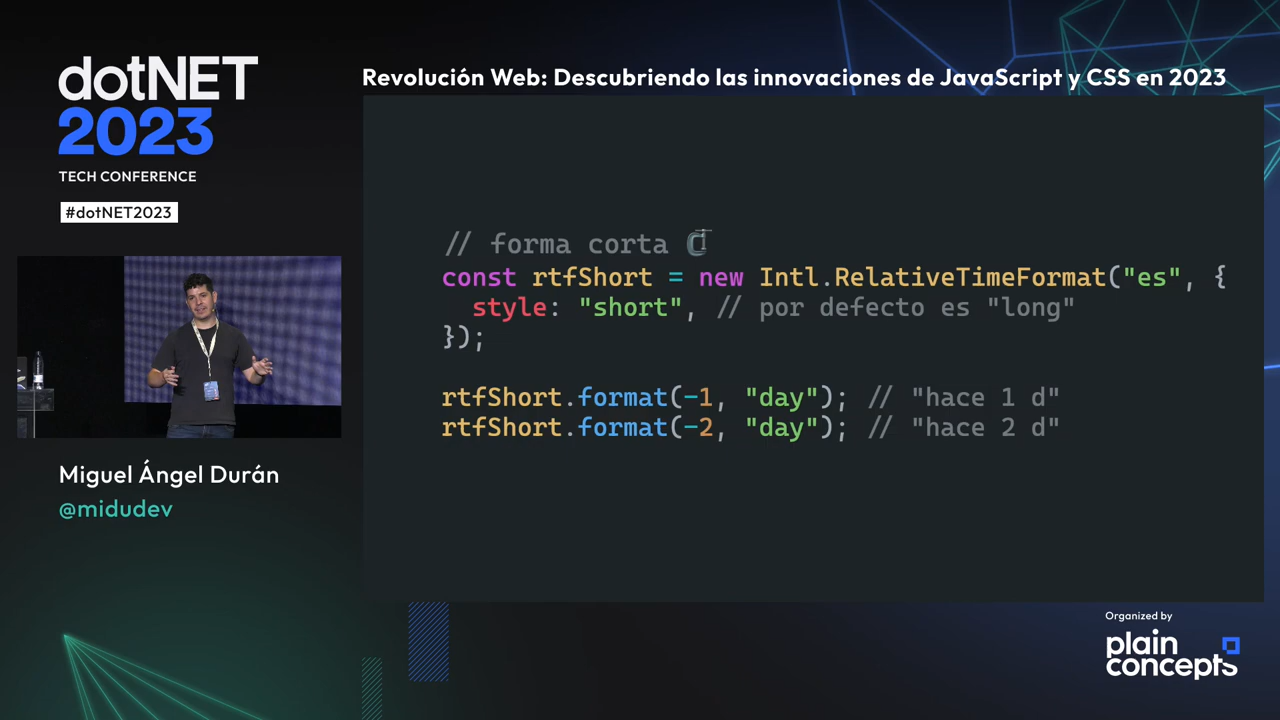 dotNET
2023
TECH CONFERENCE
#dotNET2023
Miguel Ángel Durán
@midudev
Revolución Web: Descubriendo las innovaciones de JavaScript y CSS en 2023
// forma corta
const rtfShort = new Intl.RelativeTimeFormat("es", {
  style: "short", // por defecto es "long"
});
rtfShort.format(-1, "day"); // "hace 1 d"
rtfShort.format(-2, "day"); // "hace 2 d"
Organized by
plain
concepts